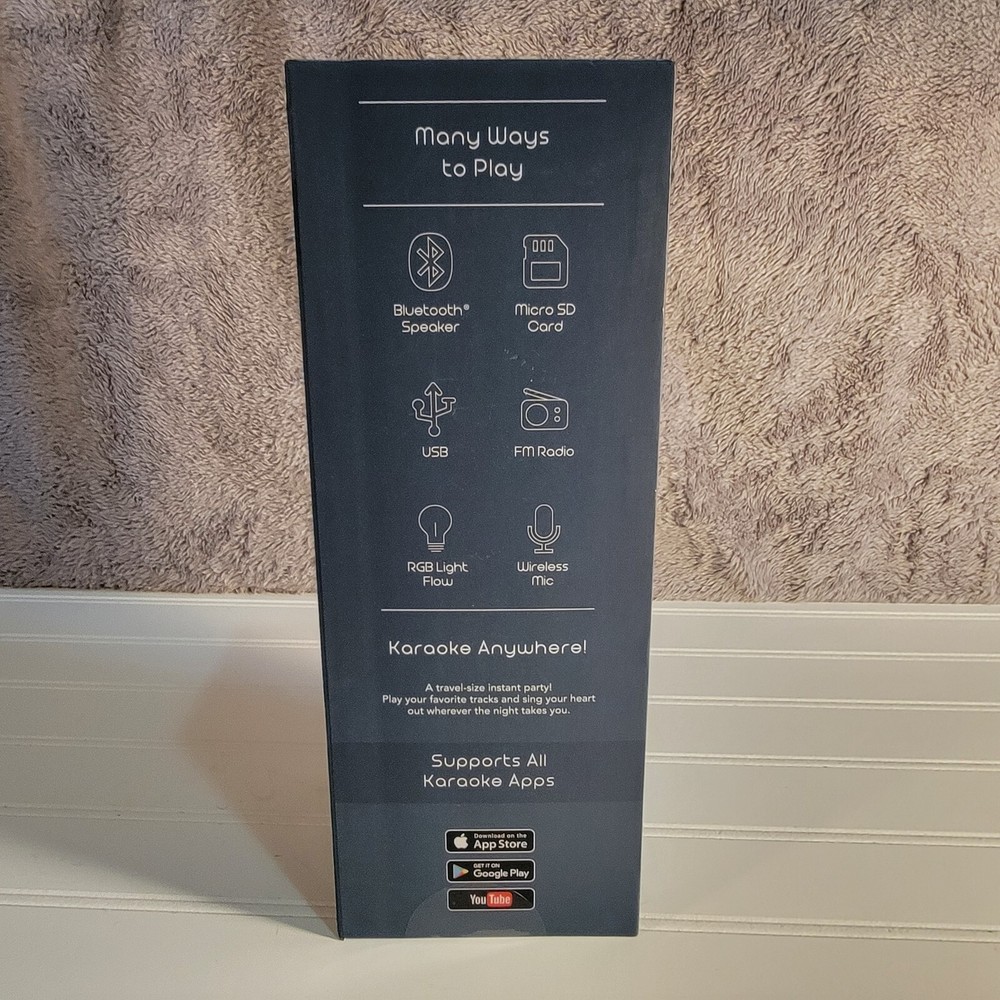 Many Ways
to Play
Bluetooth®
Speaker
Micro SD
Card
USB
FM Radio
RGB Light
Flow
Wireless
Mic
Karaoke Anywhere!
A travel-size instant party!
Play your favorite tracks and sing your heart
out wherever the night takes you.
Supports All
Karaoke Apps
Download on the
App Store
GET IT ON
Google Play
YouTube